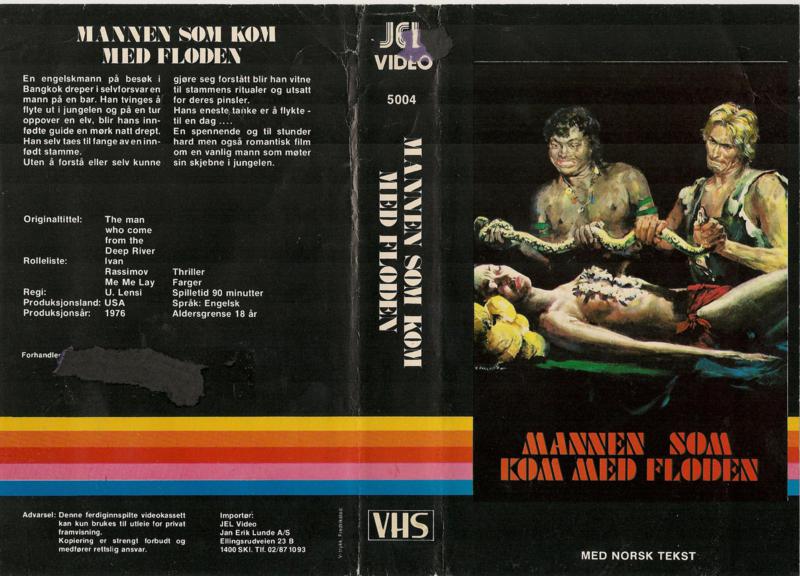 MANNEN SOM KOM
MED FLODEN
En engelskmann på besøk i
Bangkok dreper i selvforsvar en
mann på en bar. Han tvinges å
flyte ut i jungelen og på en tur
oppover en elv, blir hans inn-
fødte guide en mørk natt drept.
Han selv taes til fange av en inn-
født stamme.
Uten å forstå eller selv kunne
gjøre seg forstått blir han vitne
til stammens ritualer og utsatt
for deres pinsler.
Hans eneste tanke er å flykte -
til en dag ....
En spennende og til stunder
hard men også romantisk film
om en vanlig mann som møter
sin skjebne i jungelen.
Originaltittel: The man
who come
from the
Deep River
Rolleliste: Ivan
Rassimov
Me Me Lay
Regi: U. Lensi
Produksjonsland: USA
Produksjonsår: 1976
Thriller
Farger
Spilletid 90 minutter
Språk: Engelsk
Aldersgrense 18 år
Forhandler
Advarsel: Denne ferdiginnspilte videokassett
kan kun brukes til utleie for privat
framvisning.
Kopiering er strengt forbudt og
medfører rettslig ansvar.
Importør:
JEL Video
Jan Erik Lunde A/S
Ellingsrudveien 23 B
1400 SKI. Tlf. 02/87 10 93
JEL
VIDEO
5004
MANNEN SOM KOM
MED FLODEN
VHS
MANNEN SOM
KOM MED FLODEN
MED NORSK TEKST